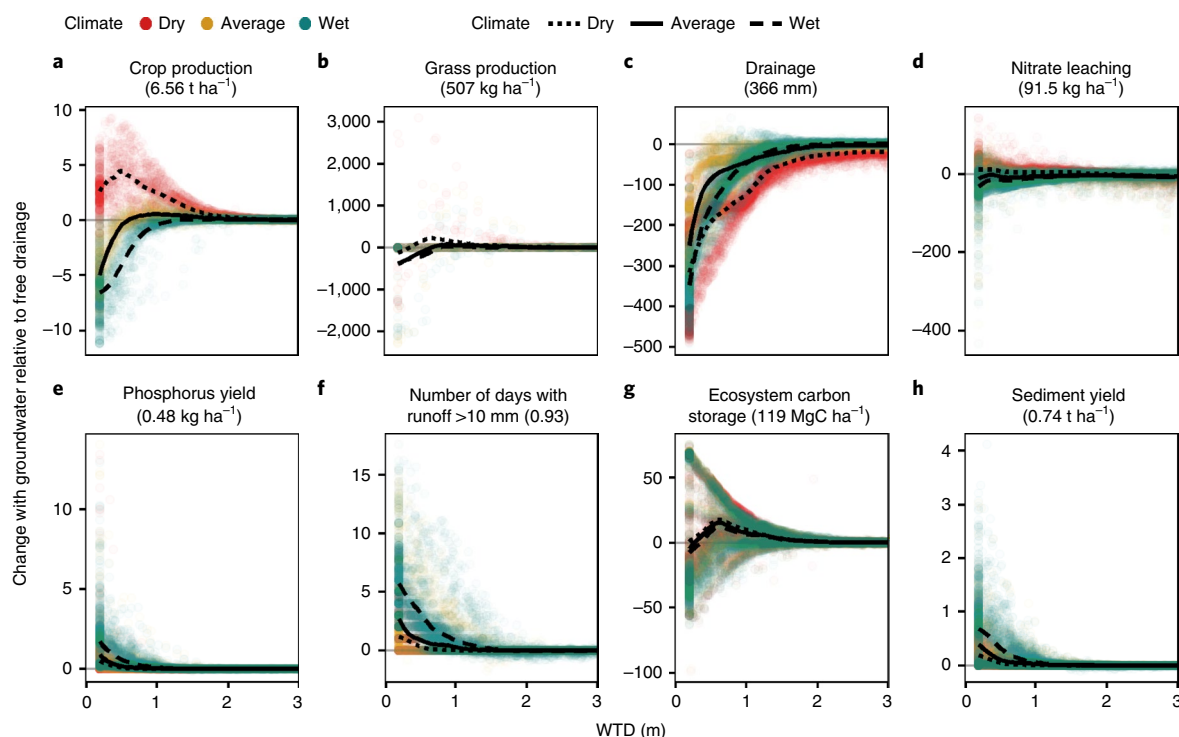 Climate Dry Average Wet Climate Dry Average Wet
a Crop production
(6.56 t ha⁻¹)
b Grass production
(507 kg ha⁻¹)
c Drainage
(366 mm)
d Nitrate leaching
(91.5 kg ha⁻¹)
10
5
0
−5
−10
3,000
2,000
1,000
0
−1,000
−2,000
0
−100
−200
−300
−400
−500
0
−200
−400
e Phosphorus yield
(0.48 kg ha⁻¹)
f Number of days with
runoff >10 mm (0.93)
g Ecosystem carbon
storage (119 MgC ha⁻¹)
h Sediment yield
(0.74 t ha⁻¹)
10
5
0
15
10
5
0
50
0
−50
−100
4
3
2
1
0
0 1 2 3
0 1 2 3
0 1 2 3
0 1 2 3
WTD (m)
Change with groundwater relative to free drainage